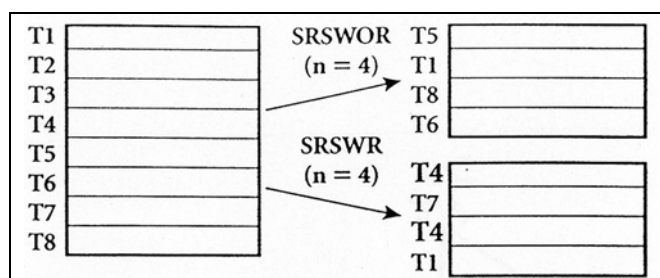 T1
T2
T3
T4
T5
T6
T7
T8
SRSWOR
(n = 4)
SRSWR
(n = 4)
T5
T1
T8
T6
T4
T7
T4
T1